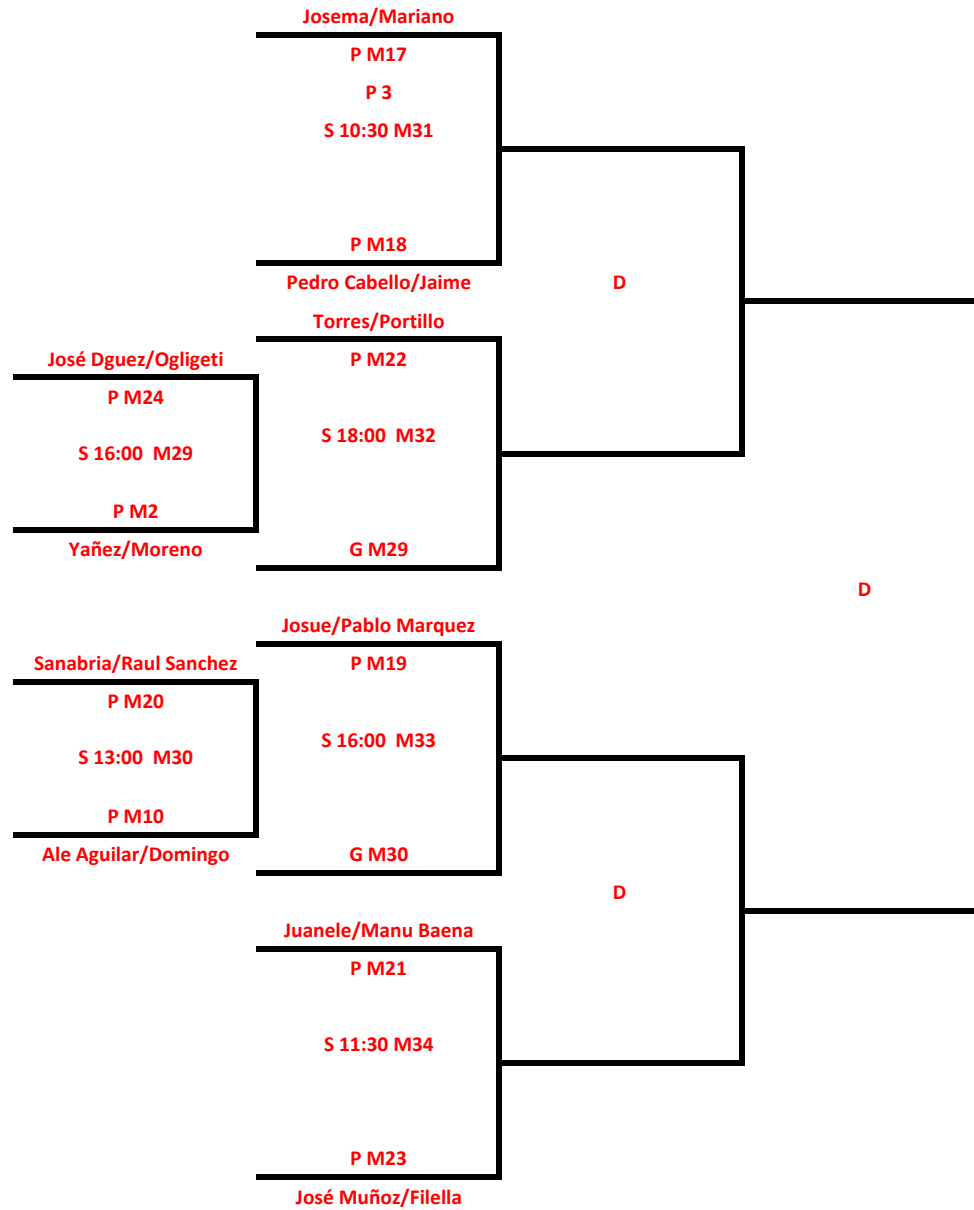 Josema/Mariano
P M17
P 3
S 10:30 M31
P M18
Pedro Cabello/Jaime
D
Torres/Portillo
José Dguez/Ogligeti
P M22
P M24
S 18:00 M32
S 16:00 M29
P M2
Yañez/Moreno
G M29
D
Josue/Pablo Marquez
Sanabria/Raul Sanchez
P M19
P M20
S 16:00 M33
S 13:00 M30
P M10
Ale Aguilar/Domingo
G M30
D
Juanele/Manu Baena
P M21
S 11:30 M34
P M23
José Muñoz/Filella